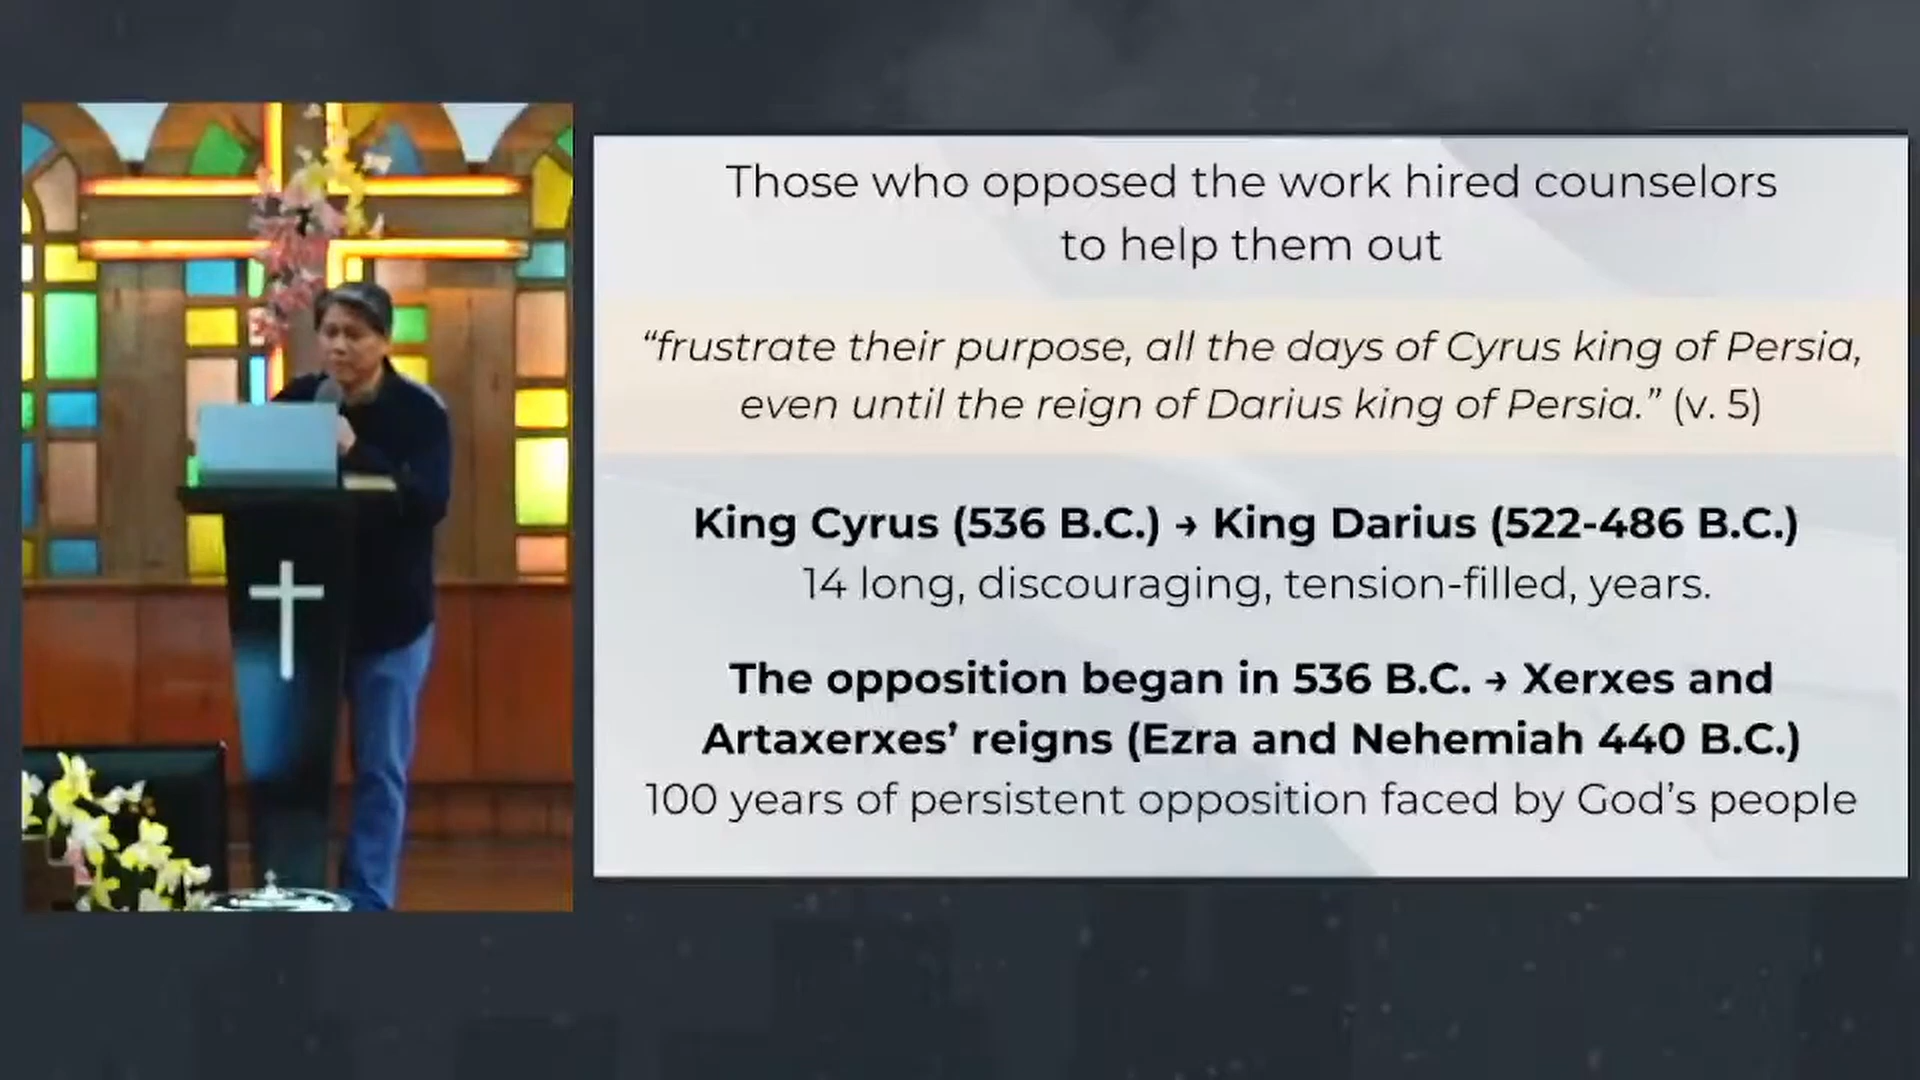 Those who opposed the work hired counselors
to help them out
“frustrate their purpose, all the days of Cyrus king of Persia,
even until the reign of Darius king of Persia.” (v. 5)
King Cyrus (536 B.C.) → King Darius (522-486 B.C.)
14 long, discouraging, tension-filled, years.
The opposition began in 536 B.C. → Xerxes and
Artaxerxes’ reigns (Ezra and Nehemiah 440 B.C.)
100 years of persistent opposition faced by God’s people